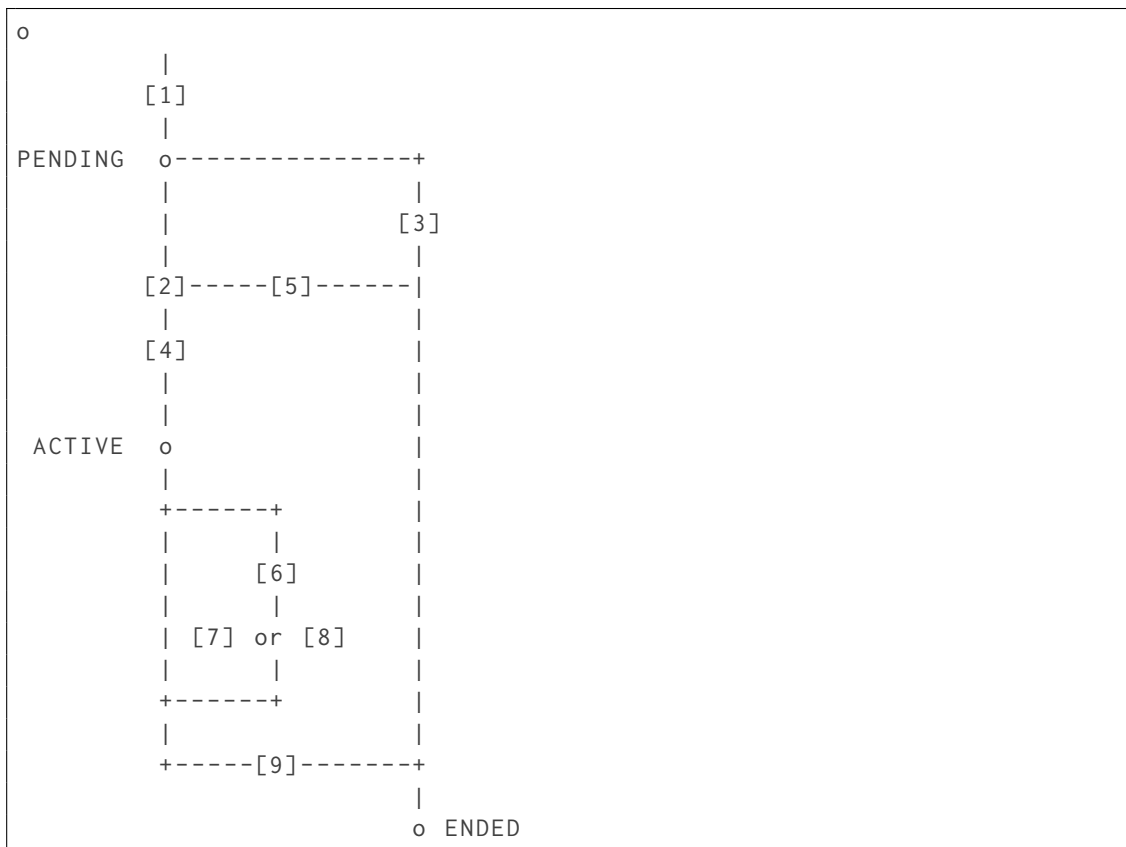 o
|
[1]
|
PENDING o---------------+
| |
| [3]
| |
[2]-----[5]------|
| |
[4] |
| |
| |
ACTIVE o |
| |
+------+ |
| | |
| [6] |
| | |
| [7] or [8] |
| | |
+------+ |
| |
+-----[9]-------+
|
o ENDED